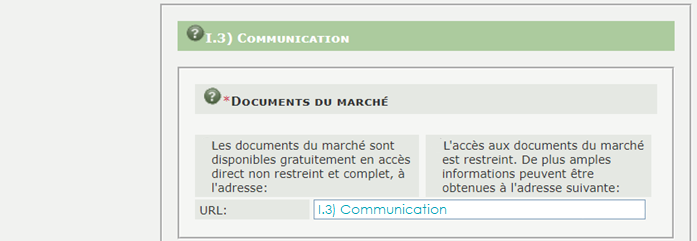 I.3) Communication
*Documents du marché
Les documents du marché sont
disponibles gratuitement en accès
direct non restreint et complet, à
l'adresse:
L'accès aux documents du marché
est restreint. De plus amples
informations peuvent être
obtenues à l'adresse suivante:
URL:
I.3) Communication